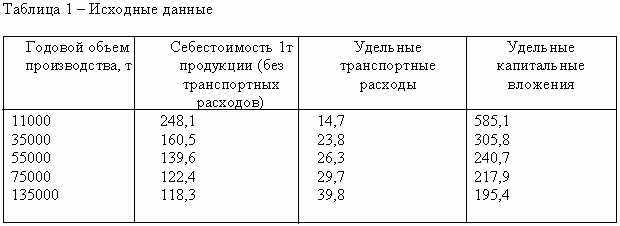 Таблица 1 – Исходные данные
Годовой объем производства, т
Себестоимость 1т продукции (без транспортных расходов)
Удельные транспортные расходы
Удельные капитальные вложения
11000 248,1 14,7 585,1
35000 160,5 23,8 305,8
55000 139,6 26,3 240,7
75000 122,4 29,7 217,9
135000 118,3 39,8 195,4